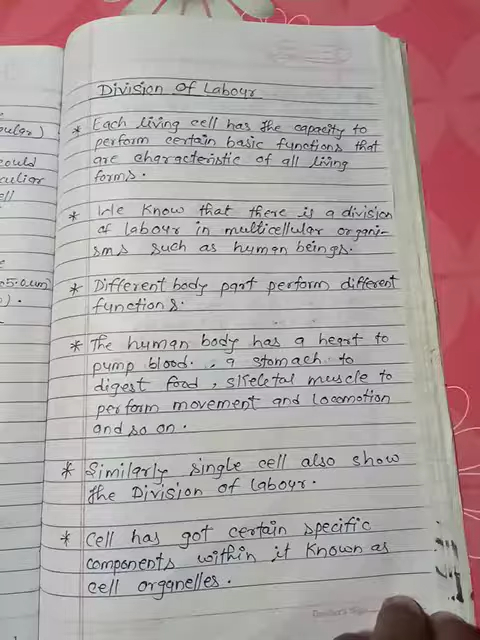 Division of Labour
* Each living cell has the capacity to
perform certain basic functions that
are characteristic of all living
forms.
* We know that there is a division
of labour in multicellular organi-
sms such as human beings.
* Different body part perform different
functions.
* The human body has a heart to
pump blood. , a stomach to
digest food , skeletal muscle to
perform movement and locomotion
and so on .
* Similarly single cell also show
the Division of labour.
* Cell has got certain specific
components within it known as
cell organelles.